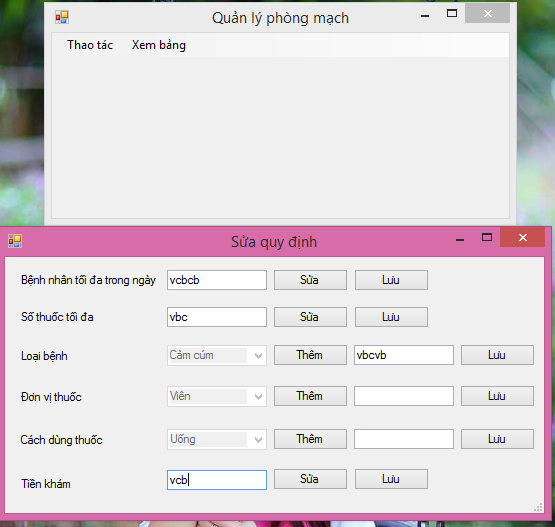 Quản lý phòng mạch
Thao tác Xem bảng
Sửa quy định
Bệnh nhân tối đa trong ngày vcbcb Sửa Lưu
Số thuốc tối đa vbc Sửa Lưu
Loại bệnh Cảm cúm Thêm vbcvb Lưu
Đơn vị thuốc Viên Thêm Lưu
Cách dùng thuốc Uống Thêm Lưu
Tiền khám vcb Sửa Lưu